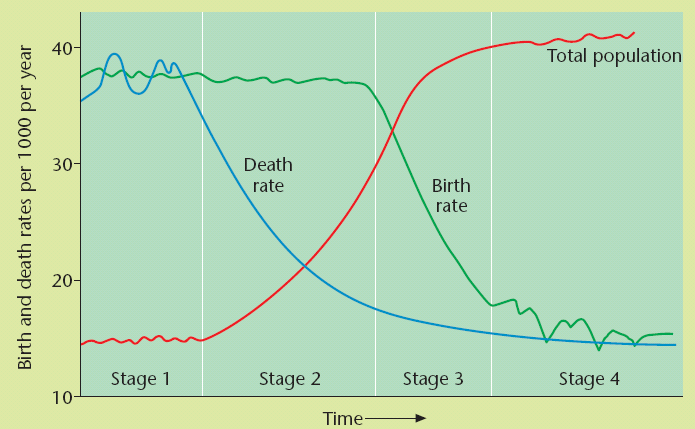 Birth and death rates per 1000 per year
40
30
20
10
Total population
Death
rate
Birth
rate
Stage 1
Stage 2
Stage 3
Stage 4
Time